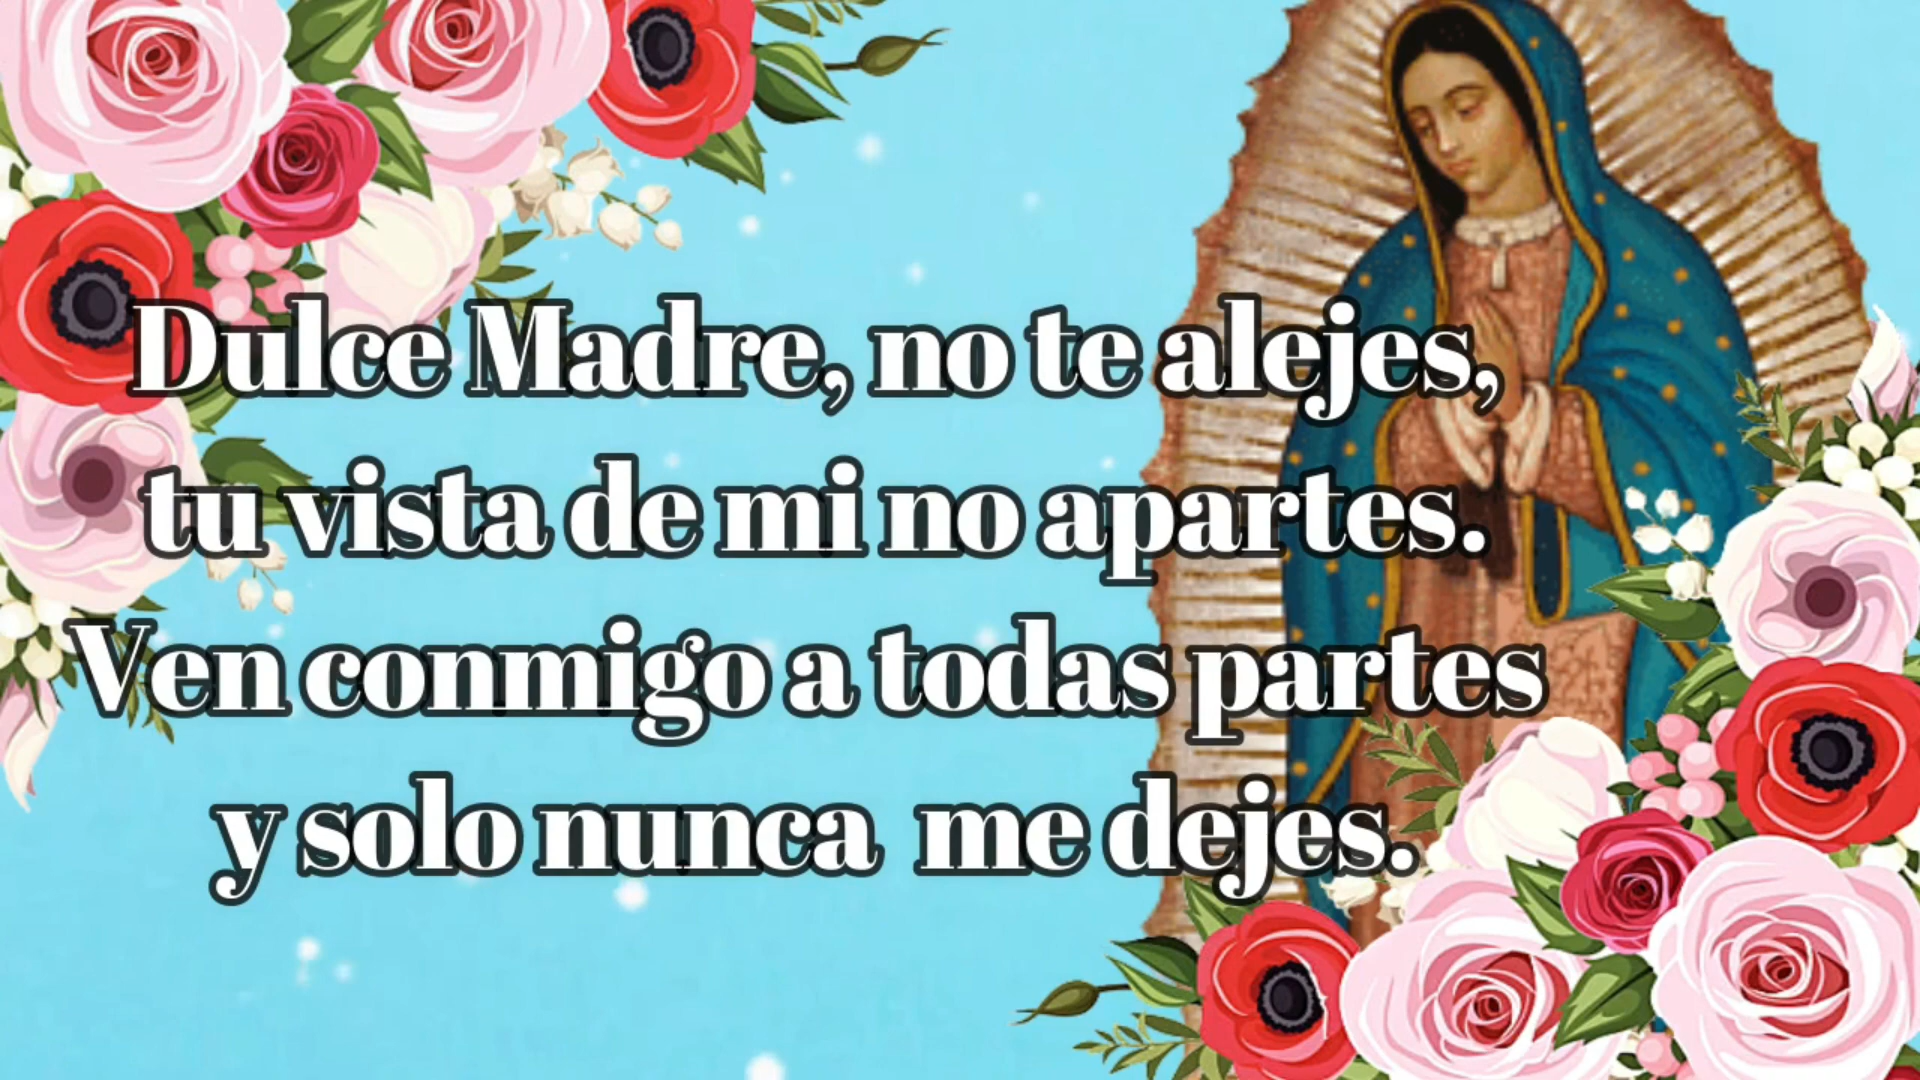 Dulce Madre, no te alejes,
tu vista de mi no apartes.
Ven conmigo a todas partes
y solo nunca me dejes.